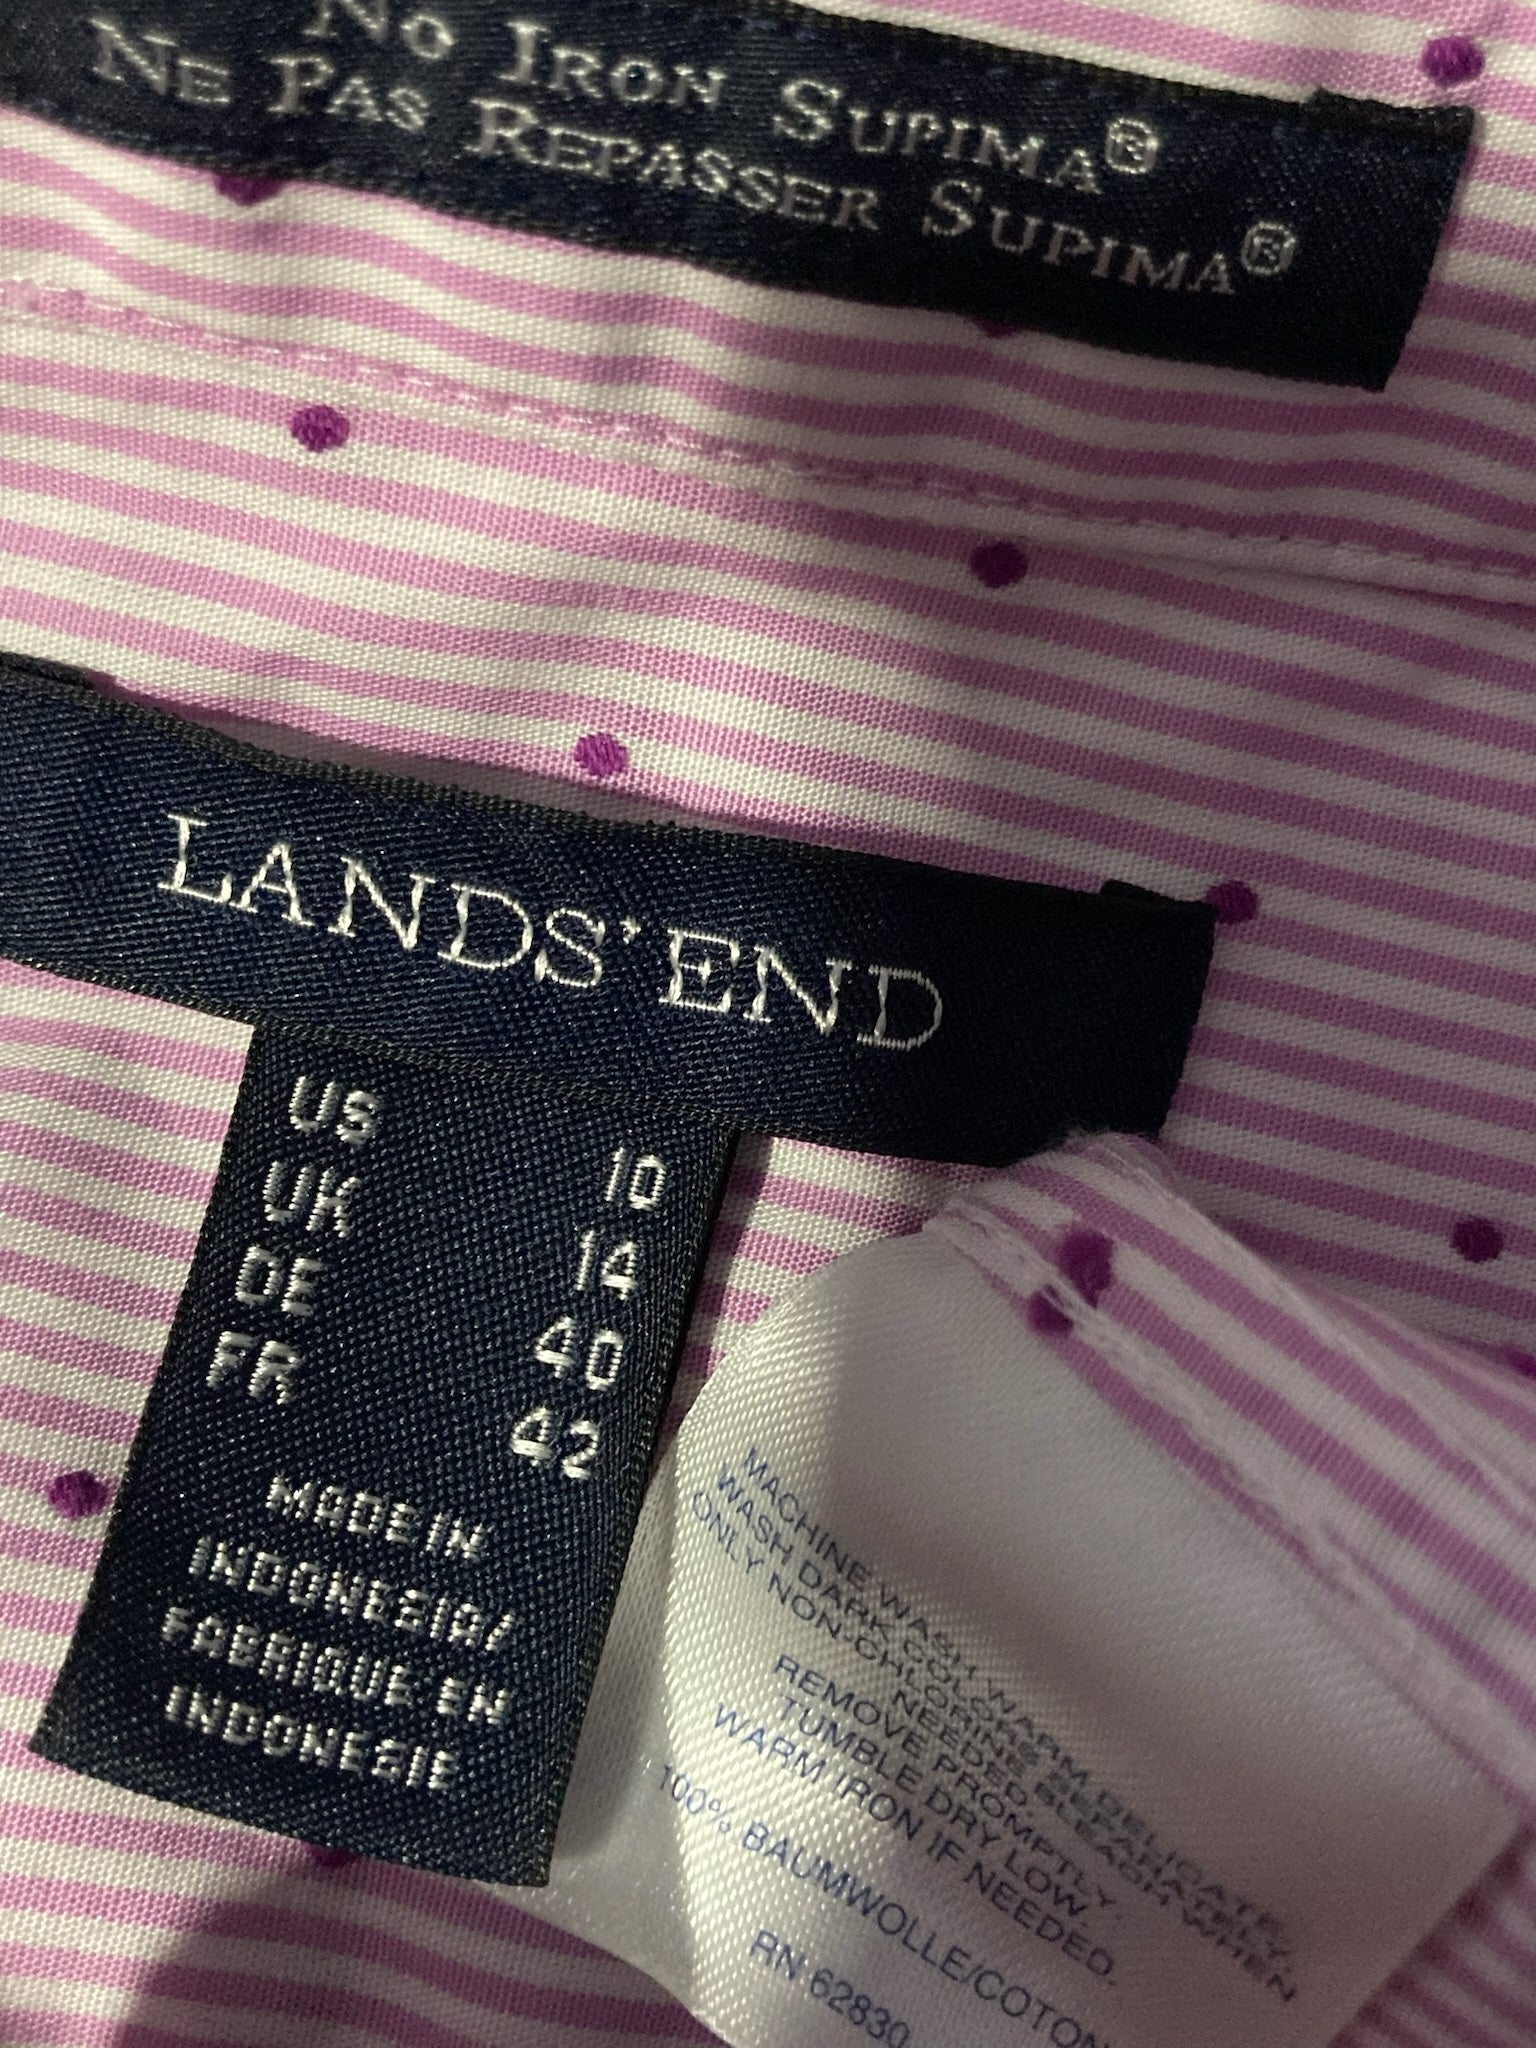 No Iron Supima®
Ne Pas Repasser Supima®
LANDS' END
US 10
UK 14
DE 40
FR 42
MADE IN
INDONESIA/
FABRIQUE EN
INDONESIE
MACHINE WASH WARM, DELICATE.
WASH DARK COLORS SEPARATELY.
ONLY NON-CHLORINE BLEACH WHEN
NEEDED.
REMOVE PROMPTLY.
TUMBLE DRY LOW.
WARM IRON IF NEEDED.
100% BAUMWOLLE/COTON
RN 62830